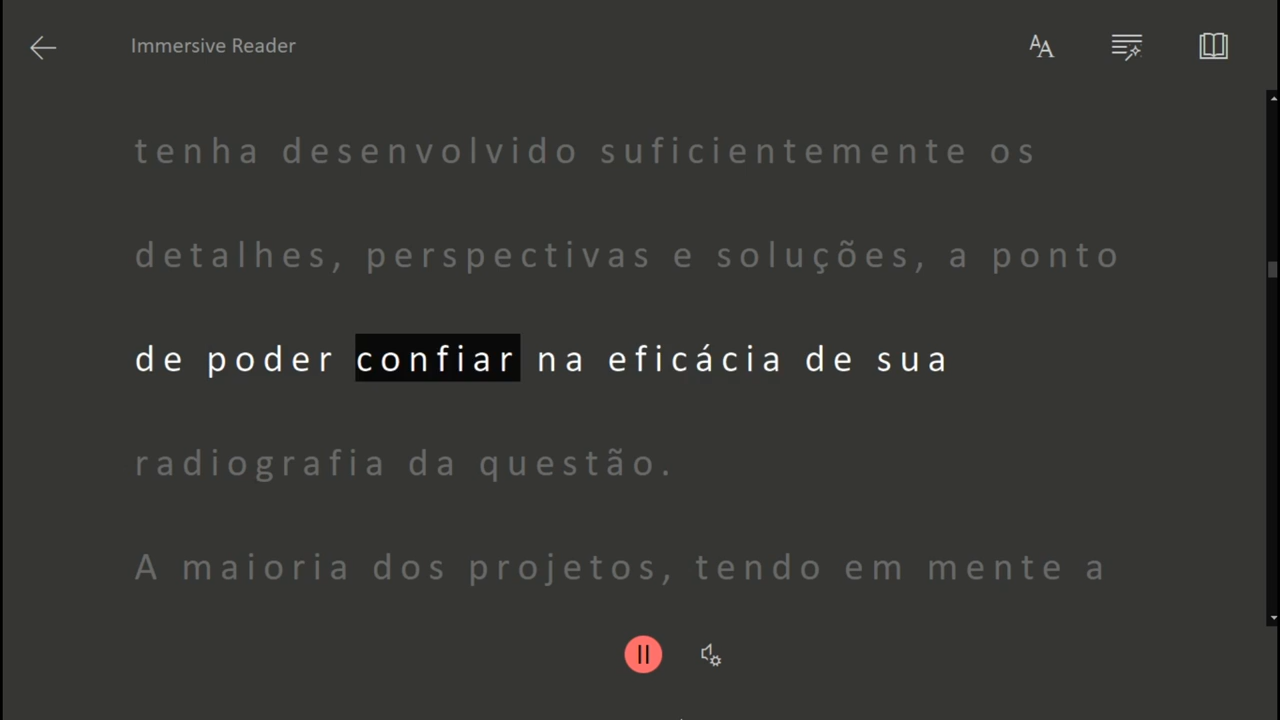 Immersive Reader
tenha desenvolvido suficientemente os
detalhes, perspectivas e soluções, a ponto
de poder confiar na eficácia de sua
radiografia da questão.
A maioria dos projetos, tendo em mente a